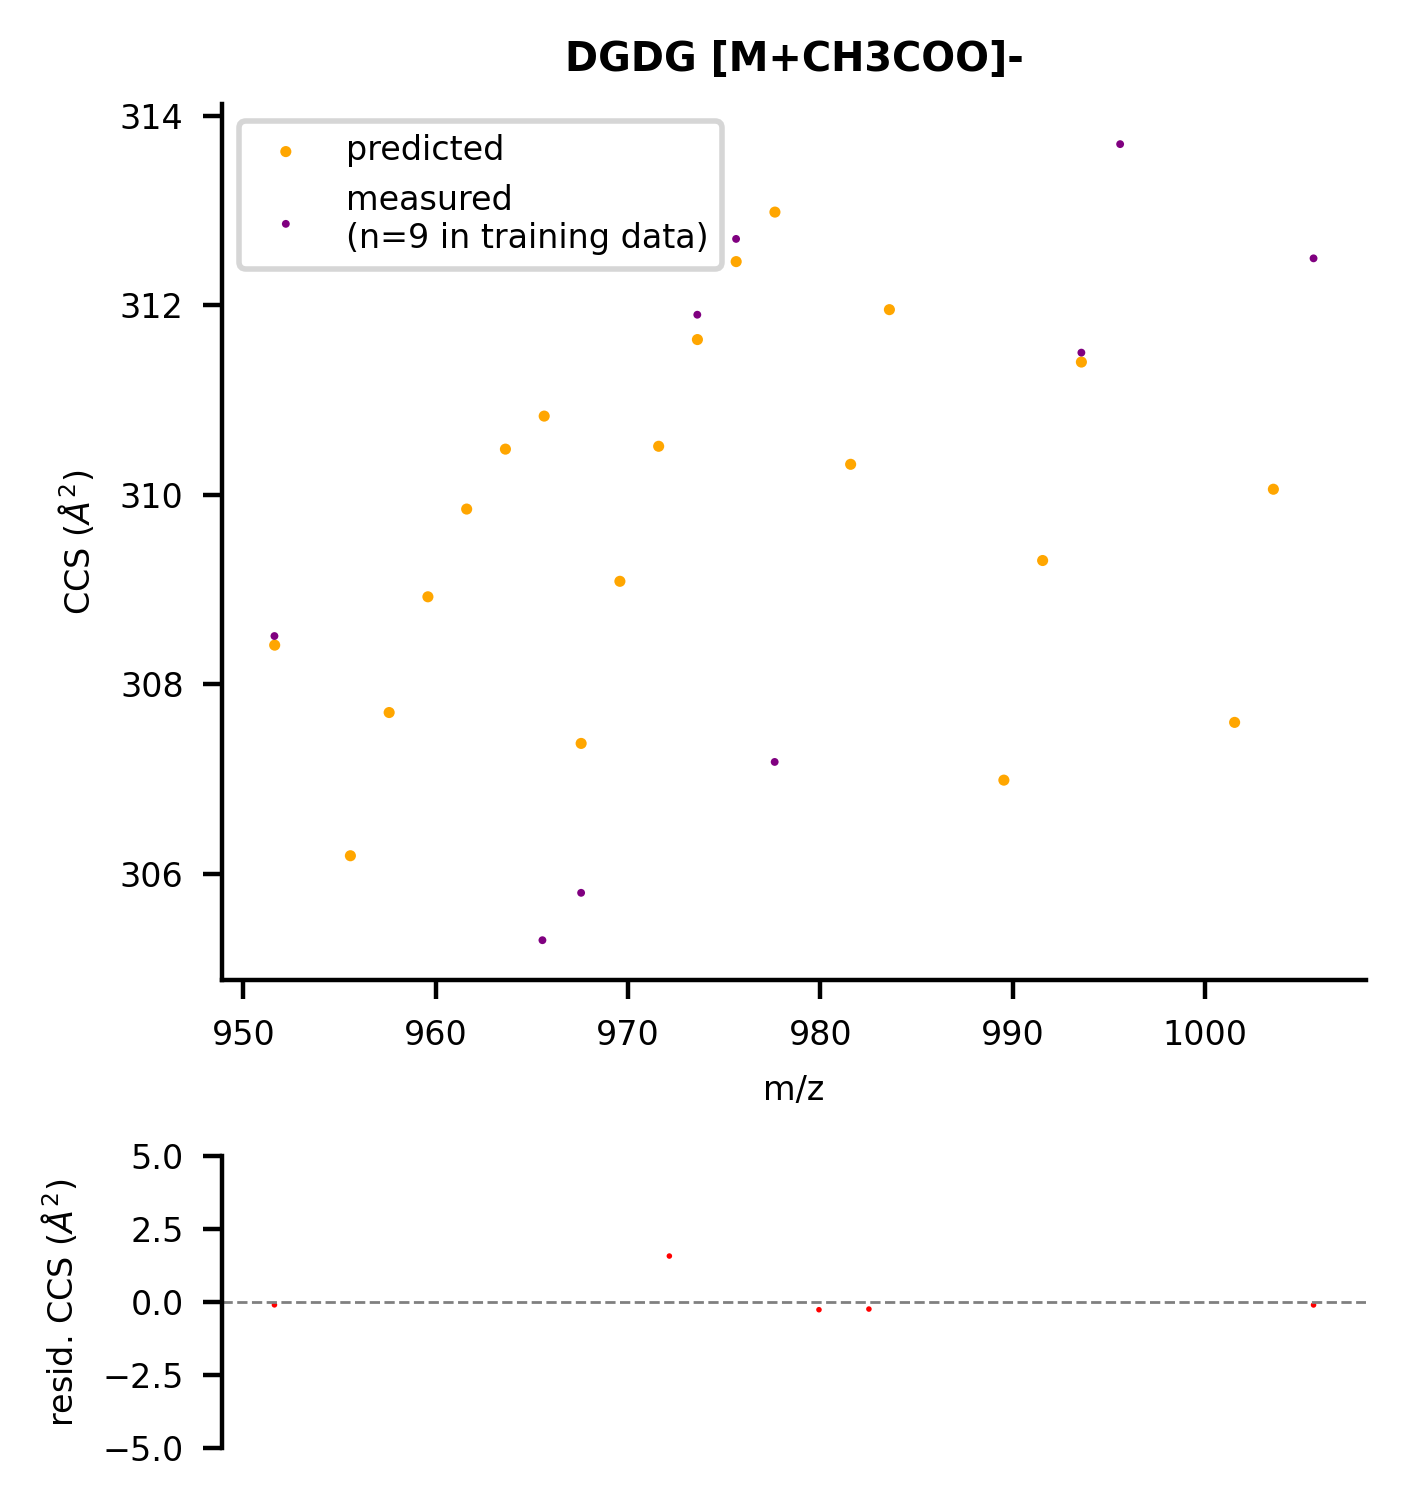 DGDG [M+CH3COO]-
314
predicted
measured
(n=9 in training data)
312
310
308
306
CCS (Å²)
950 960 970 980 990 1000
m/z
5.0
2.5
0.0
−2.5
−5.0
resid. CCS (Å²)